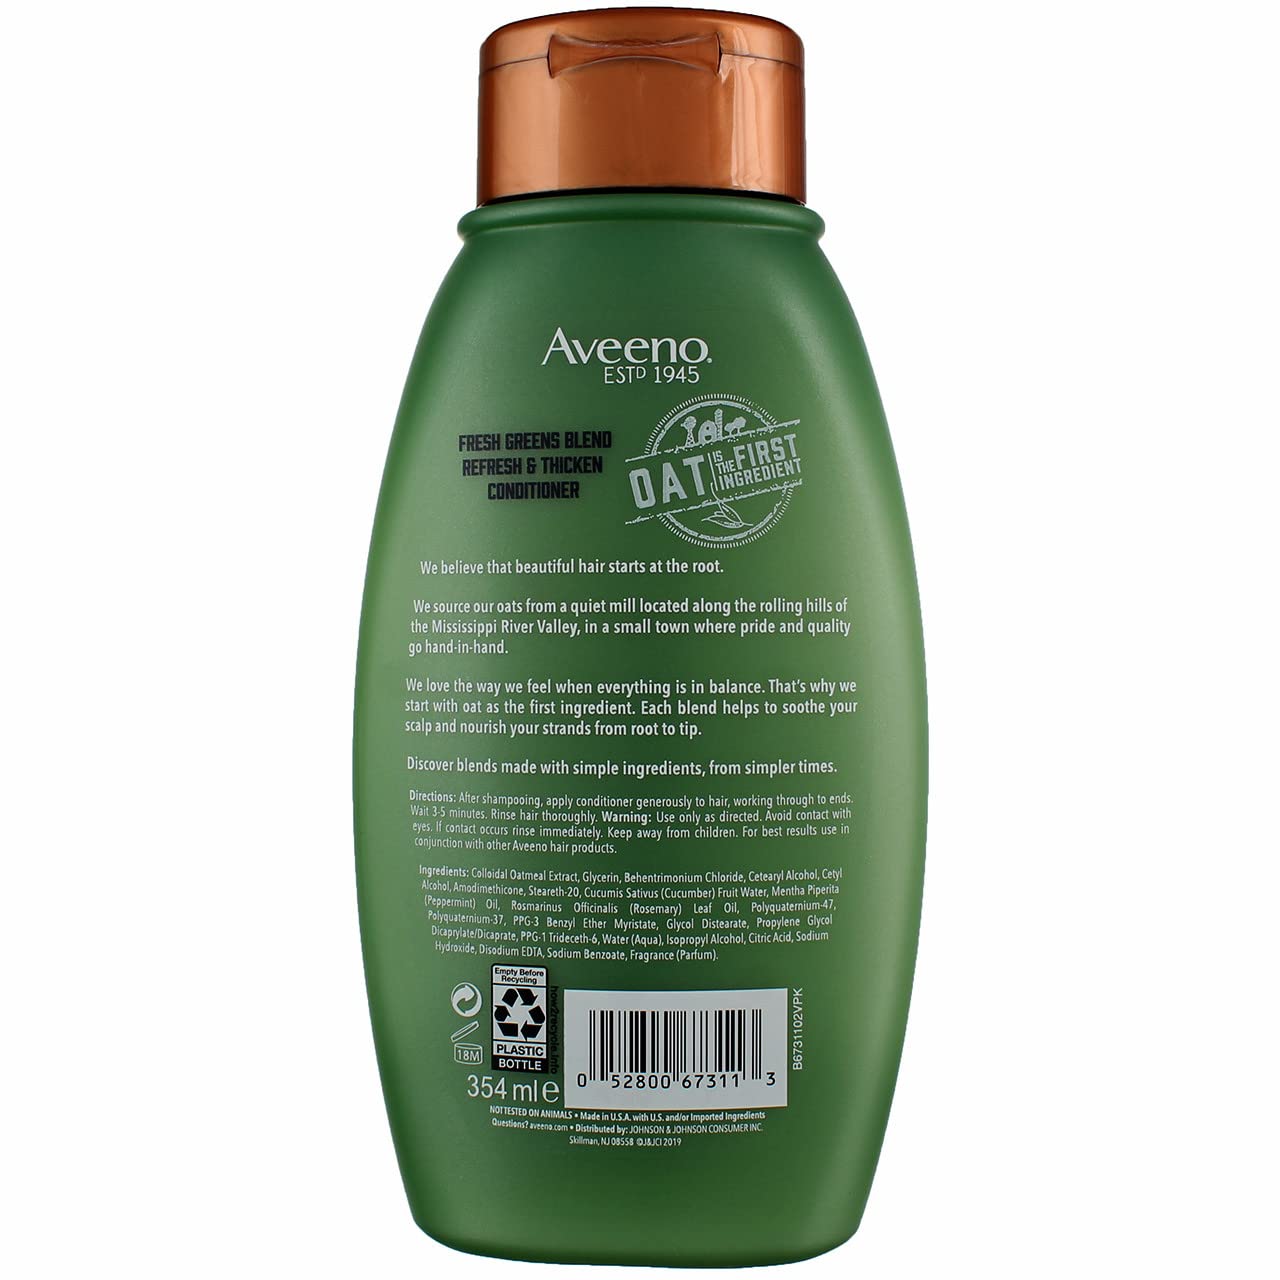 Aveeno®
ESTD 1945
FRESH GREENS BLEND
REFRESH & THICKEN
CONDITIONER
OAT IS THE FIRST INGREDIENT
We believe that beautiful hair starts at the root.
We source our oats from a quiet mill located along the rolling hills of
the Mississippi River Valley, in a small town where pride and quality
go hand-in-hand.
We love the way we feel when everything is in balance. That's why we
start with oat as the first ingredient. Each blend helps to soothe your
scalp and nourish your strands from root to tip.
Discover blends made with simple ingredients, from simpler times.
Directions: After shampooing, apply conditioner generously to hair, working through to ends.
Wait 3-5 minutes. Rinse hair thoroughly. Warning: Use only as directed. Avoid contact with
eyes. If contact occurs rinse immediately. Keep away from children. For best results use in
conjunction with other Aveeno hair products.
Ingredients: Colloidal Oatmeal Extract, Glycerin, Behentrimonium Chloride, Cetearyl Alcohol, Cetyl
Alcohol, Amodimethicone, Steareth-20, Cucumis Sativus (Cucumber) Fruit Water, Mentha Piperita
(Peppermint) Oil, Rosmarinus Officinalis (Rosemary) Leaf Oil, Polyquaternium-47,
Polyquaternium-37, PPG-3 Benzyl Ether Myristate, Glycol Distearate, Propylene Glycol
Dicaprylate/Dicaprate, PPG-1 Trideceth-6, Water (Aqua), Isopropyl Alcohol, Citric Acid, Sodium
Hydroxide, Disodium EDTA, Sodium Benzoate, Fragrance (Parfum).
Empty Before
Recycling
PLASTIC
BOTTLE
how2recycle.info
18M
354 ml e
0 52800 67311 3
B6731102VPK
NOT TESTED ON ANIMALS • Made in U.S.A. with U.S. and/or Imported Ingredients
Questions? aveeno.com • Distributed by: JOHNSON & JOHNSON CONSUMER INC.
Skillman, NJ 08558 ©J&JCI 2019